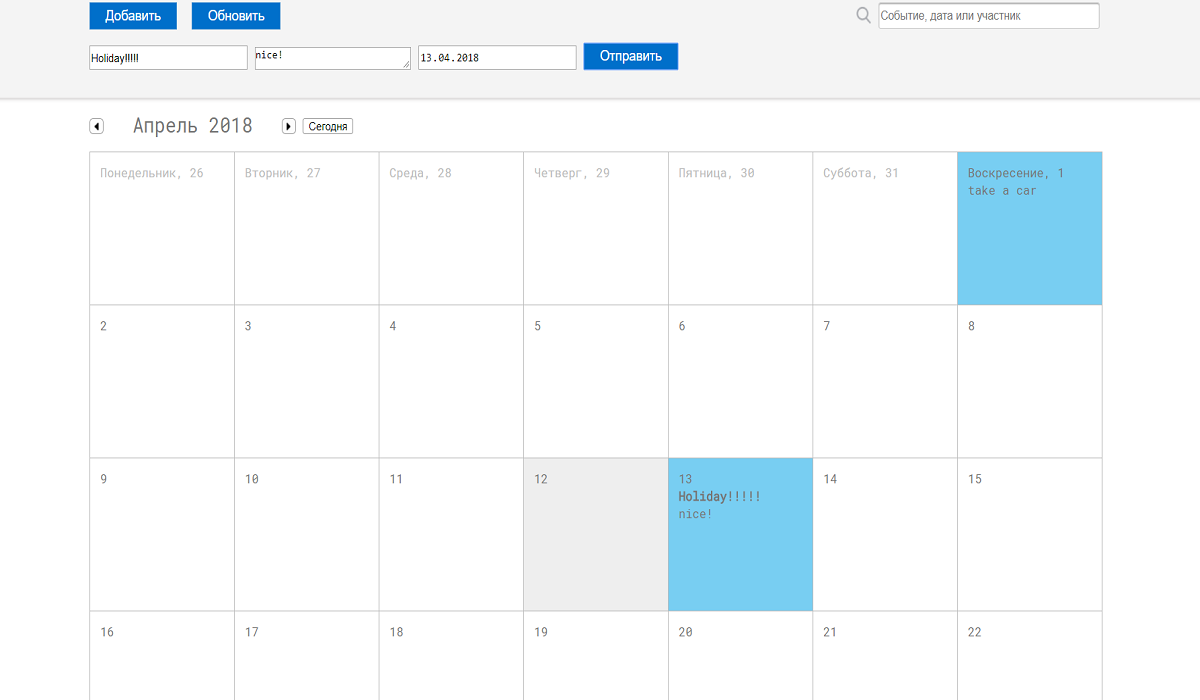 Добавить Обновить Событие, дата или участник
Holiday!!!!! nice! 13.04.2018 Отправить
Апрель 2018 Сегодня
Понедельник, 26 Вторник, 27 Среда, 28 Четверг, 29 Пятница, 30 Суббота, 31 Воскресение, 1
take a car
2 3 4 5 6 7 8
9 10 11 12 13 14 15
Holiday!!!!!
nice!
16 17 18 19 20 21 22